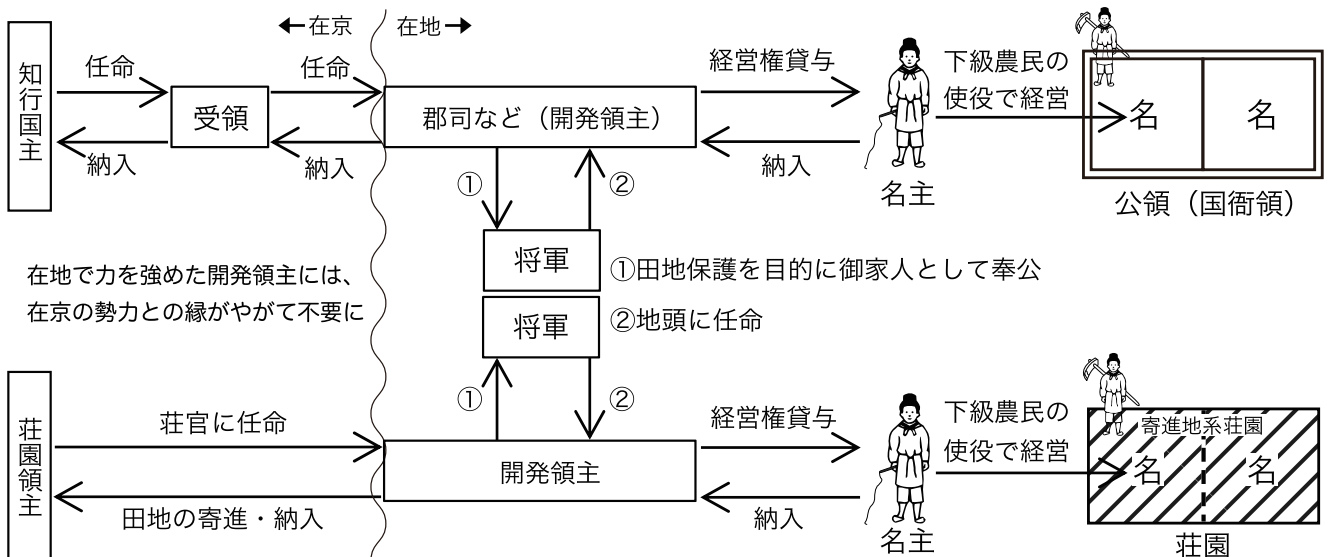 ←在京 在地→
知行国主
任命
納入
受領
任命
納入
郡司など（開発領主）
経営権貸与
納入
名主
下級農民の
使役で経営
名 名
公領（国衙領）
① ②
将軍
①田地保護を目的に御家人として奉公
在地で力を強めた開発領主には、
在京の勢力との縁がやがて不要に
将軍
②地頭に任命
① ②
荘園領主
荘官に任命
田地の寄進・納入
開発領主
経営権貸与
納入
名主
下級農民の
使役で経営
寄進地系荘園
名 名
荘園